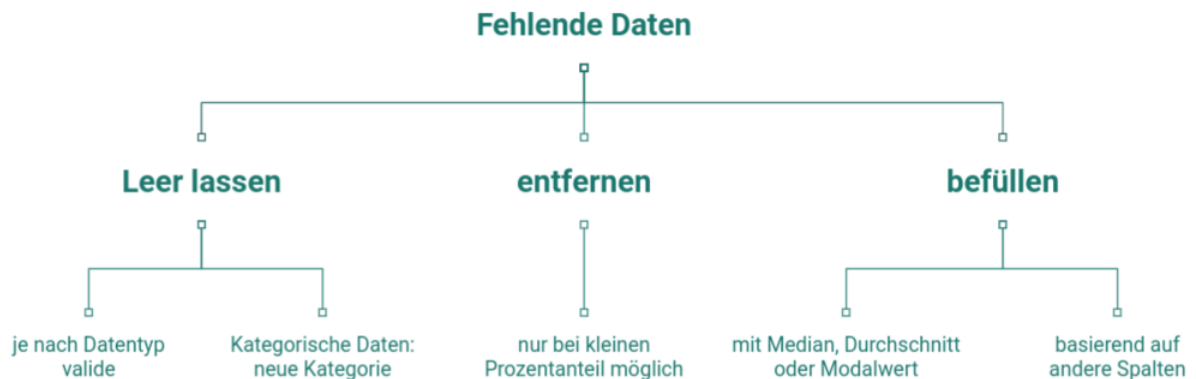 Fehlende Daten
Leer lassen
entfernen
befüllen
je nach Datentyp
valide
Kategorische Daten:
neue Kategorie
nur bei kleinen
Prozentanteil möglich
mit Median, Durchschnitt
oder Modalwert
basierend auf
andere Spalten